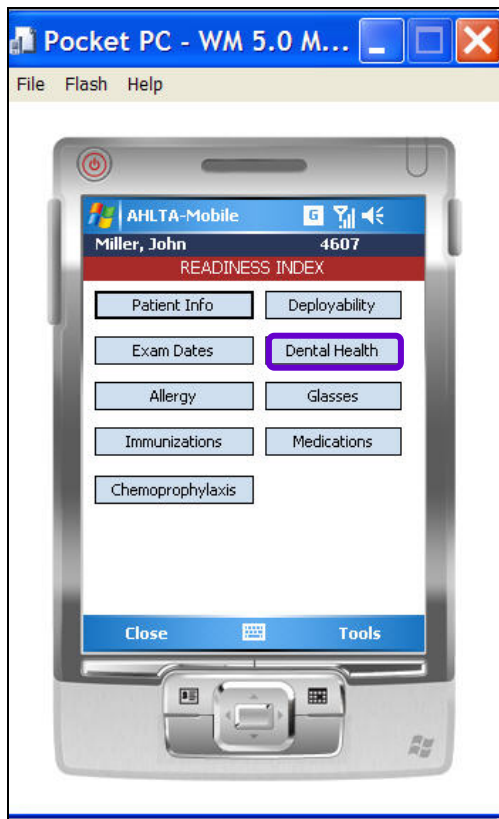 Pocket PC - WM 5.0 M...
File Flash Help
AHLTA-Mobile G
Miller, John 4607
READINESS INDEX
Patient Info Deployability
Exam Dates Dental Health
Allergy Glasses
Immunizations Medications
Chemoprophylaxis
Close Tools